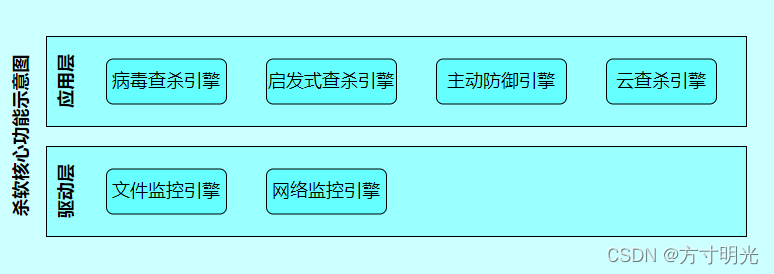 杀软核心功能示意图
应用层
病毒查杀引擎
启发式查杀引擎
主动防御引擎
云查杀引擎
驱动层
文件监控引擎
网络监控引擎
CSDN @方寸明光